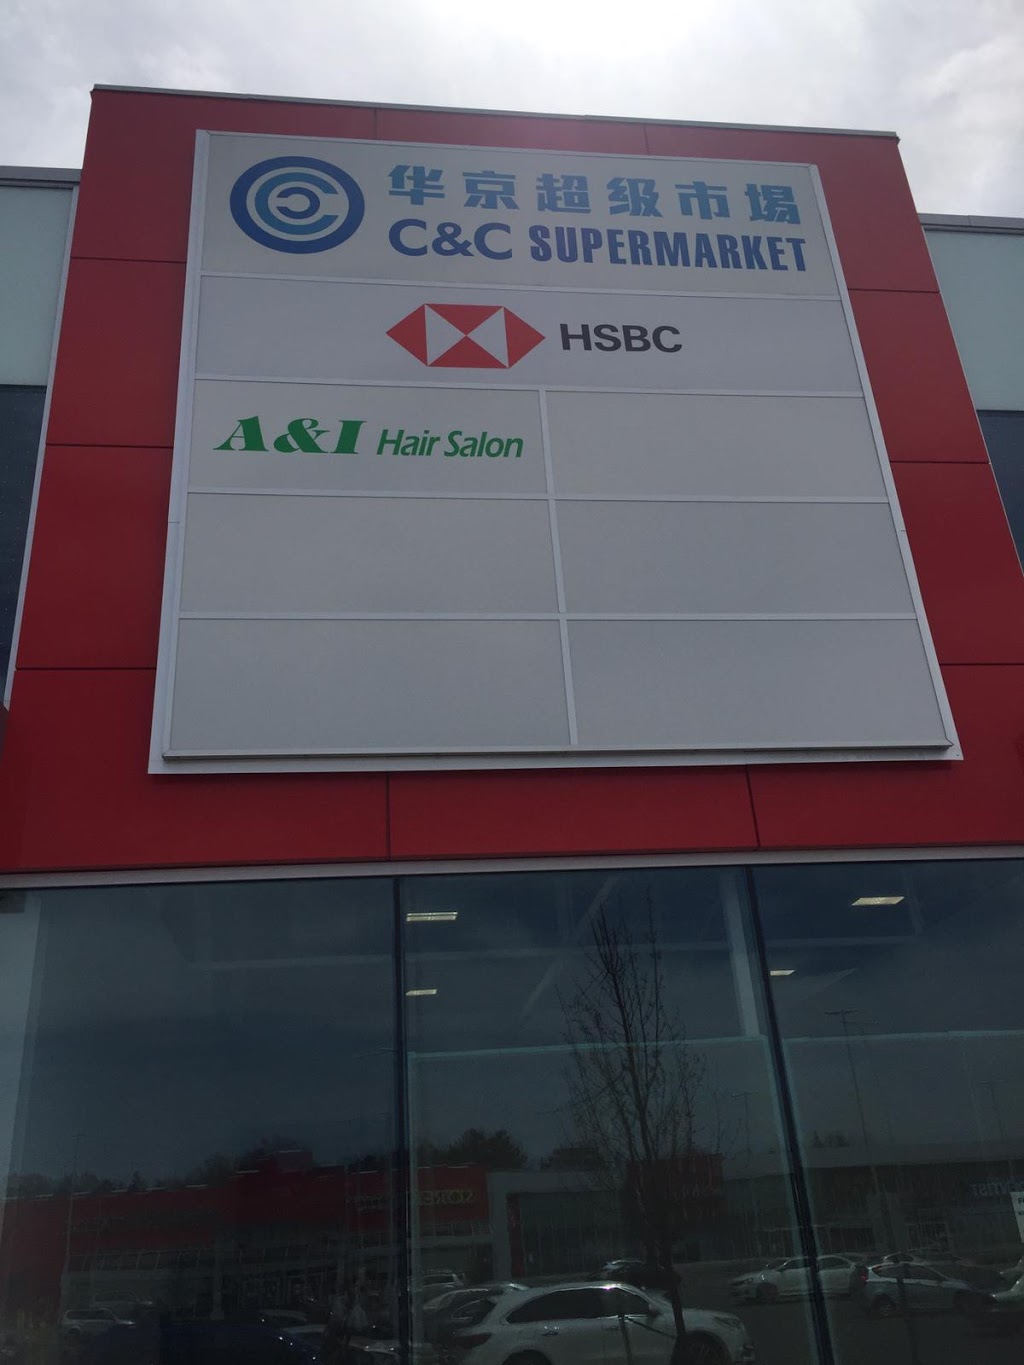 华京超级市場
C&C SUPERMARKET
HSBC
A&I Hair Salon